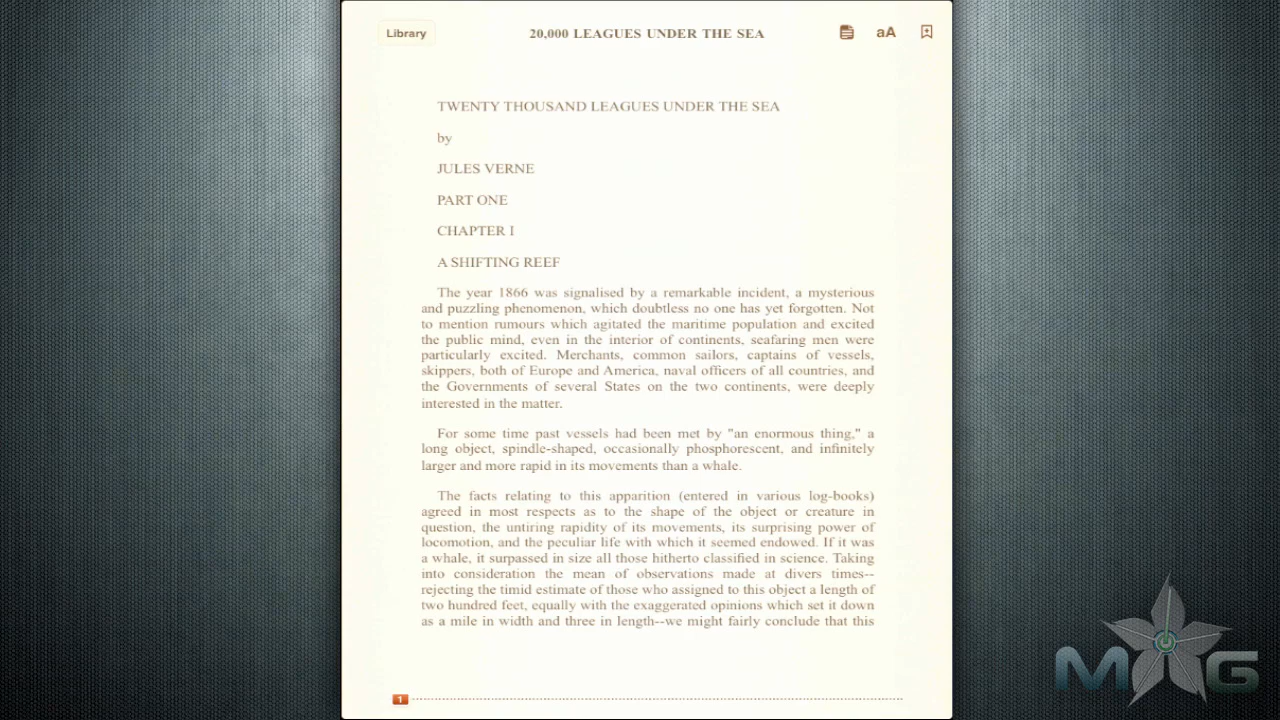 Library
20,000 LEAGUES UNDER THE SEA
aA
TWENTY THOUSAND LEAGUES UNDER THE SEA
by
JULES VERNE
PART ONE
CHAPTER I
A SHIFTING REEF
The year 1866 was signalised by a remarkable incident, a mysterious
and puzzling phenomenon, which doubtless no one has yet forgotten. Not
to mention rumours which agitated the maritime population and excited
the public mind, even in the interior of continents, seafaring men were
particularly excited. Merchants, common sailors, captains of vessels,
skippers, both of Europe and America, naval officers of all countries, and
the Governments of several States on the two continents, were deeply
interested in the matter.
For some time past vessels had been met by "an enormous thing," a
long object, spindle-shaped, occasionally phosphorescent, and infinitely
larger and more rapid in its movements than a whale.
The facts relating to this apparition (entered in various log-books)
agreed in most respects as to the shape of the object or creature in
question, the untiring rapidity of its movements, its surprising power of
locomotion, and the peculiar life with which it seemed endowed. If it was
a whale, it surpassed in size all those hitherto classified in science. Taking
into consideration the mean of observations made at divers times--
rejecting the timid estimate of those who assigned to this object a length of
two hundred feet, equally with the exaggerated opinions which set it down
as a mile in width and three in length--we might fairly conclude that this
1
M G